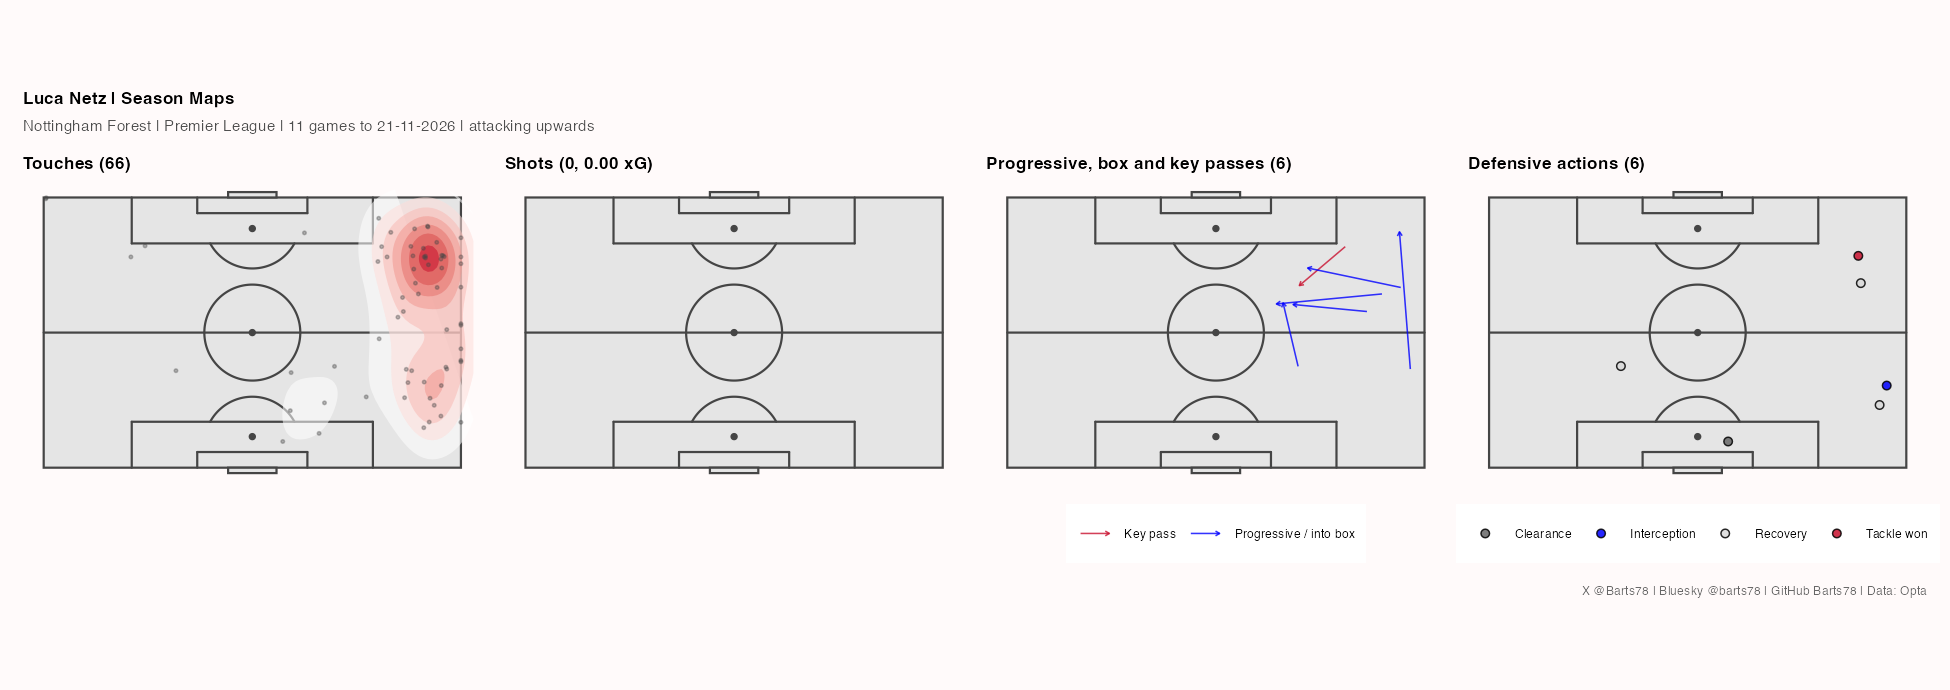 Luca Netz | Season Maps
Nottingham Forest | Premier League | 11 games to 21-11-2026 | attacking upwards
Touches (66)
Shots (0, 0.00 xG)
Progressive, box and key passes (6)
Defensive actions (6)
Key pass
Progressive / into box
Clearance
Interception
Recovery
Tackle won
X @Barts78 | Bluesky @barts78 | GitHub Barts78 | Data: Opta